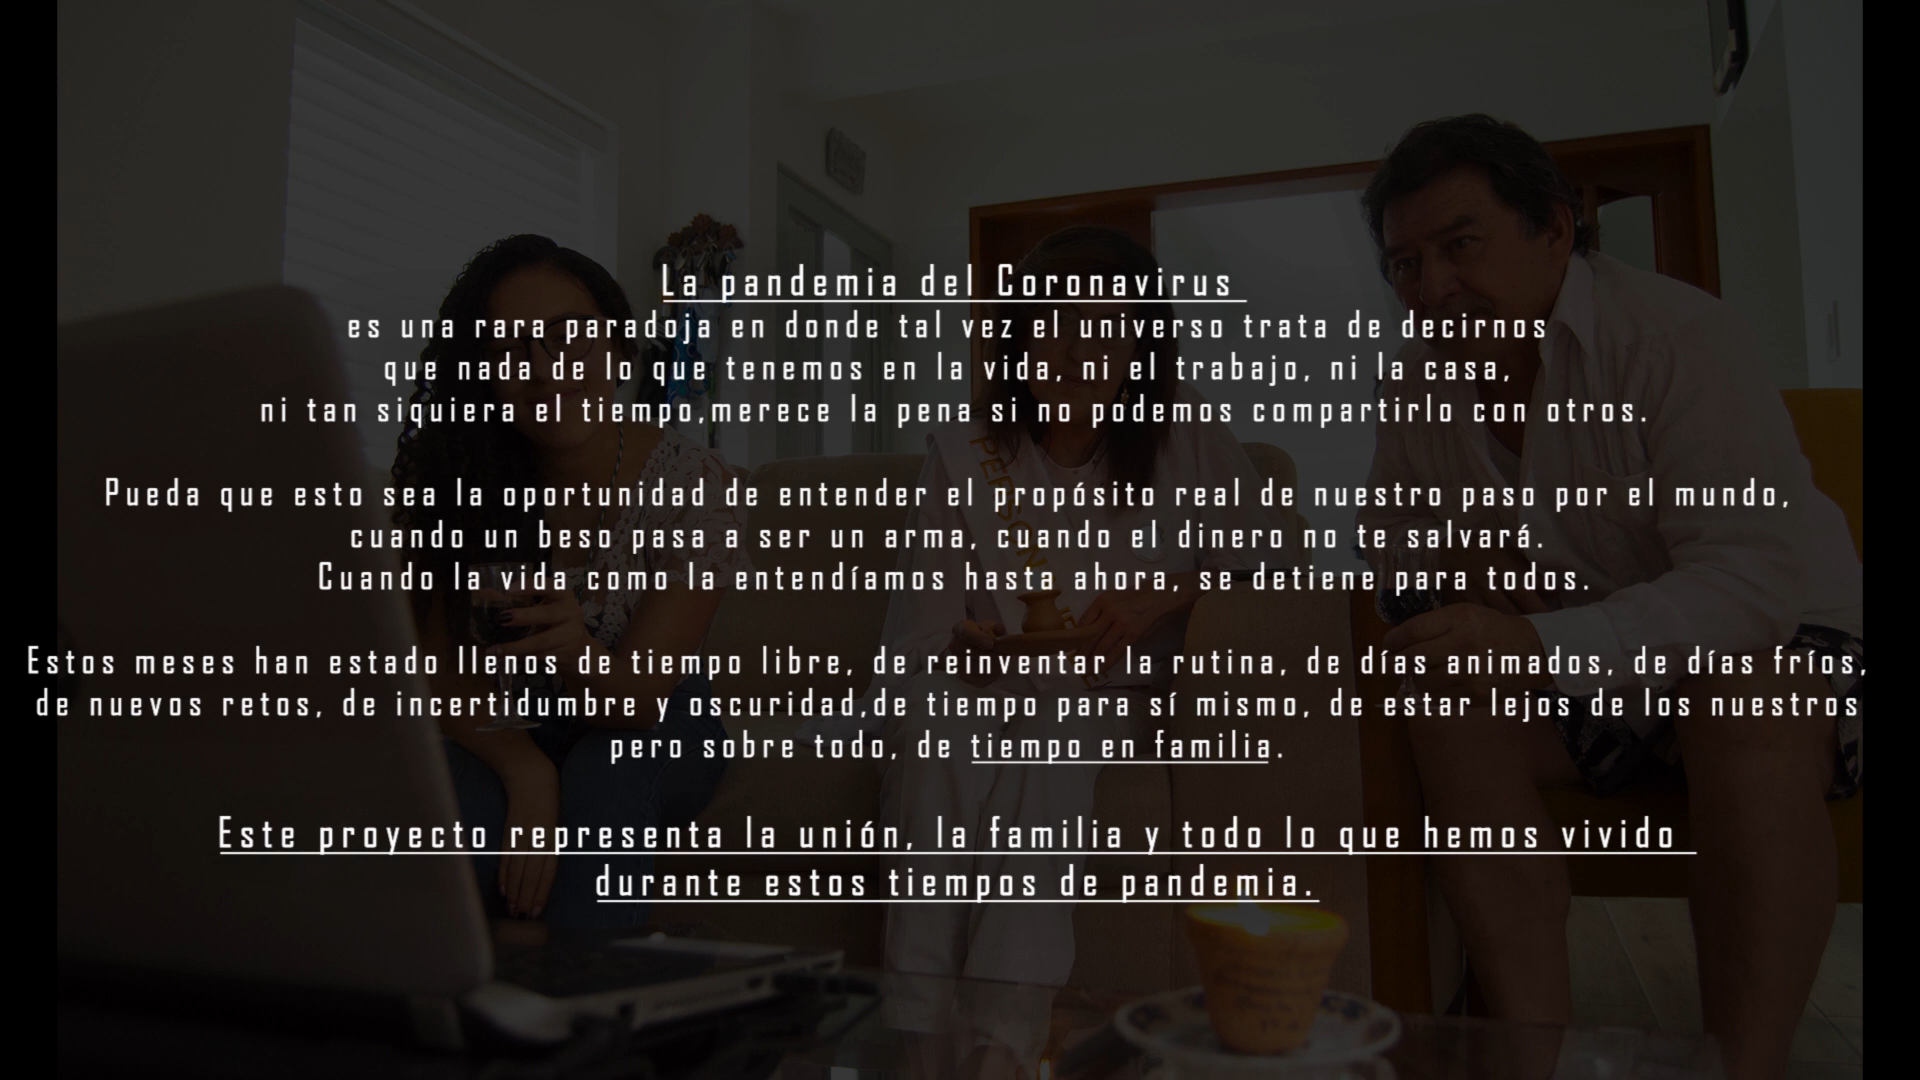 La pandemia del Coronavirus
es una rara paradoja en donde tal vez el universo trata de decirnos
que nada de lo que tenemos en la vida, ni el trabajo, ni la casa,
ni tan siquiera el tiempo,merece la pena si no podemos compartirlo con otros.
Pueda que esto sea la oportunidad de entender el propósito real de nuestro paso por el mundo,
cuando un beso pasa a ser un arma, cuando el dinero no te salvará.
Cuando la vida como la entendíamos hasta ahora, se detiene para todos.
Estos meses han estado llenos de tiempo libre, de reinventar la rutina, de días animados, de días fríos,
de nuevos retos, de incertidumbre y oscuridad,de tiempo para sí mismo, de estar lejos de los nuestros
pero sobre todo, de tiempo en familia.
Este proyecto representa la unión, la familia y todo lo que hemos vivido
durante estos tiempos de pandemia.